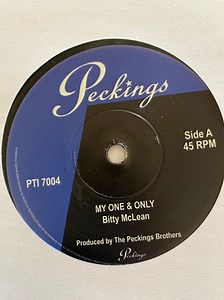 Peckings
Side A
45 RPM
PTI 7004
MY ONE & ONLY
Bitty McLean
Produced by The Peckings Brothers
Peckings